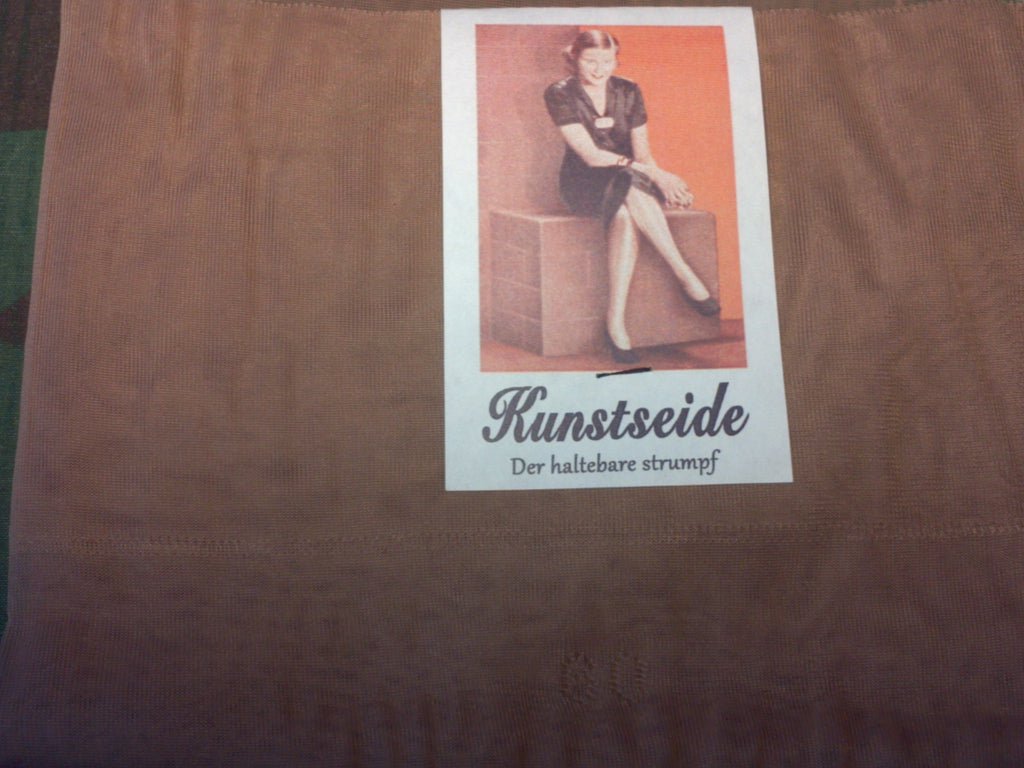 Kunstseide
Der haltebare strumpf